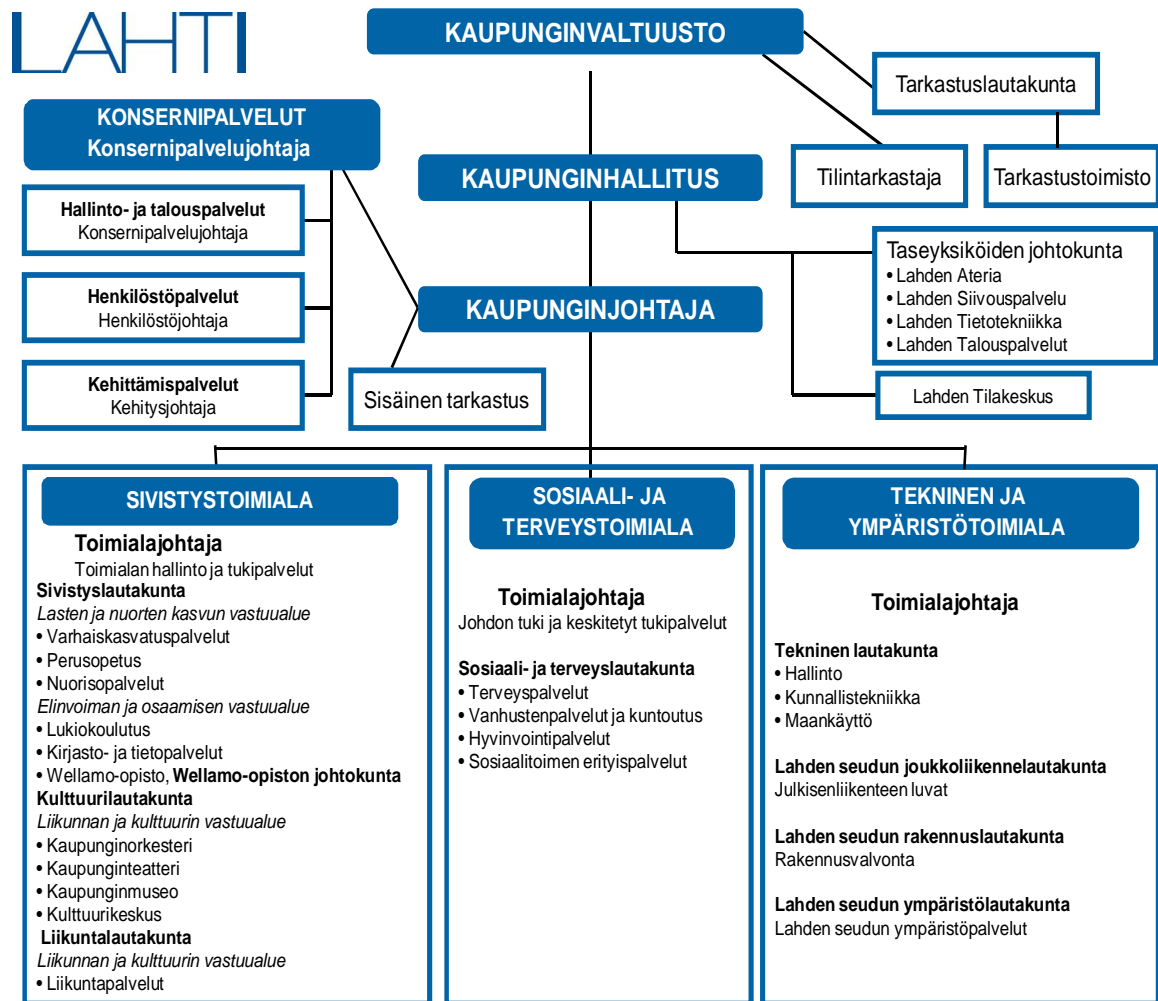 LAHTI
KAUPUNGINVALTUUSTO
Tarkastuslautakunta
KONSERNIPALVELUT
Konsernipalvelujohtaja
KAUPUNGINHALLITUS
Tilintarkastaja
Tarkastustoimisto
Hallinto- ja talouspalvelut
Konsernipalvelujohtaja
Taseyksiköiden johtokunta
• Lahden Ateria
• Lahden Siivouspalvelu
• Lahden Tietotekniikka
• Lahden Talouspalvelut
Henkilöstöpalvelut
Henkilöstöjohtaja
KAUPUNGINJOHTAJA
Kehittämispalvelut
Kehitysjohtaja
Sisäinen tarkastus
Lahden Tilakeskus
SIVISTYSTOIMIALA
Toimialajohtaja
Toimialan hallinto ja tukipalvelut
Sivistyslautakunta
Lasten ja nuorten kasvun vastuualue
• Varhaiskasvatuspalvelut
• Perusopetus
• Nuorisopalvelut
Elinvoiman ja osaamisen vastuualue
• Lukiokoulutus
• Kirjasto- ja tietopalvelut
• Wellamo-opisto, Wellamo-opiston johtokunta
Kulttuurilautakunta
Liikunnan ja kulttuurin vastuualue
• Kaupunginorkesteri
• Kaupunginteatteri
• Kaupunginmuseo
• Kulttuurikeskus
Liikuntalautakunta
Liikunnan ja kulttuurin vastuualue
• Liikuntapalvelut
SOSIAALI- JA
TERVEYSTOIMIALA
Toimialajohtaja
Johdon tuki ja keskitetyt tukipalvelut
Sosiaali- ja terveyslautakunta
• Terveyspalvelut
• Vanhustenpalvelut ja kuntoutus
• Hyvinvointipalvelut
• Sosiaalitoimen erityispalvelut
TEKNINEN JA
YMPÄRISTÖTOIMIALA
Toimialajohtaja
Tekninen lautakunta
• Hallinto
• Kunnallistekniikka
• Maankäyttö
Lahden seudun joukkoliikennelautakunta
Julkisenliikenteen luvat
Lahden seudun rakennuslautakunta
Rakennusvalvonta
Lahden seudun ympäristölautakunta
Lahden seudun ympäristöpalvelut